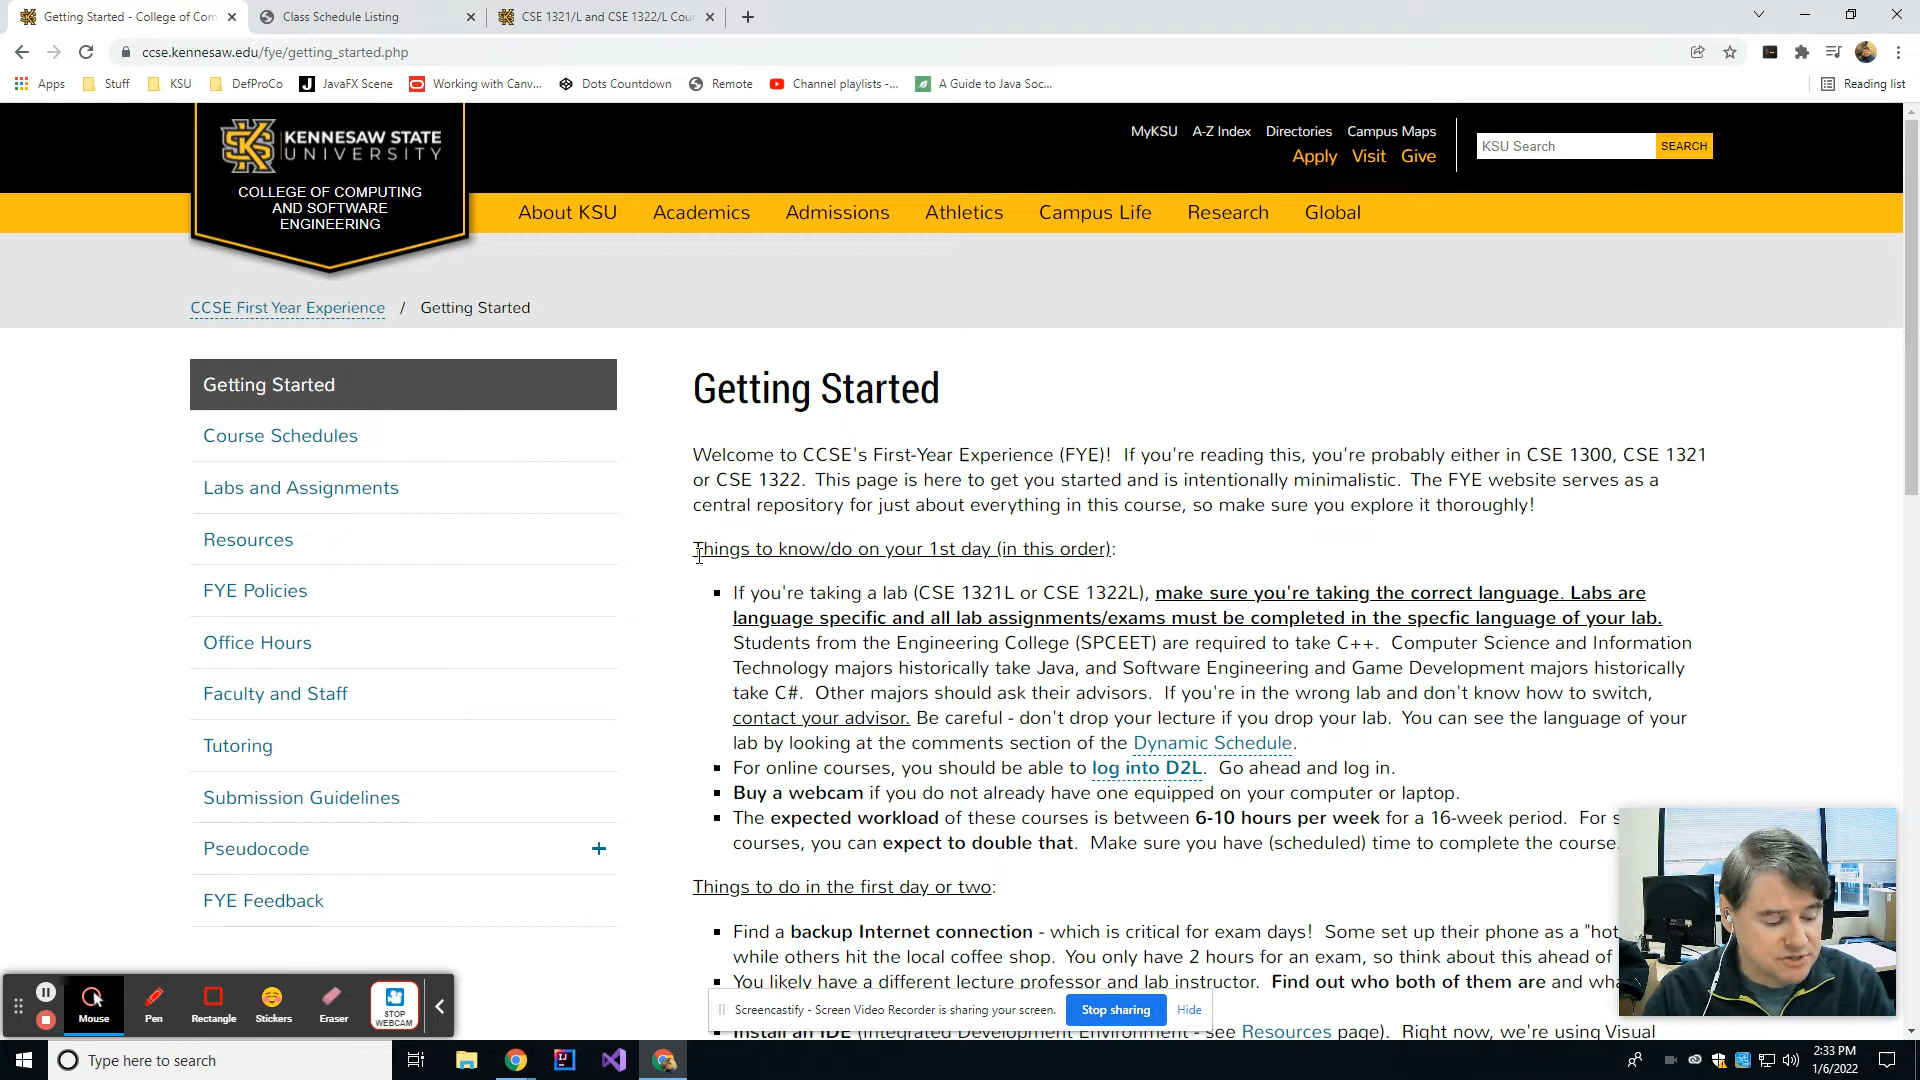 Getting Started - College of Com
Class Schedule Listing
CSE 1321/L and CSE 1322/L Cour
ccse.kennesaw.edu/fye/getting_started.php
Apps
Stuff
KSU
DefProCo
JavaFX Scene
Working with Canv...
Dots Countdown
Remote
Channel playlists -...
A Guide to Java Soc...
Reading list
KENNESAW STATE
UNIVERSITY
COLLEGE OF COMPUTING
AND SOFTWARE
ENGINEERING
MyKSU A-Z Index Directories Campus Maps
Apply Visit Give
KSU Search
SEARCH
About KSU Academics Admissions Athletics Campus Life Research Global
CCSE First Year Experience / Getting Started
Getting Started
Course Schedules
Labs and Assignments
Resources
FYE Policies
Office Hours
Faculty and Staff
Tutoring
Submission Guidelines
Pseudocode +
FYE Feedback
Getting Started
Welcome to CCSE's First-Year Experience (FYE)! If you're reading this, you're probably either in CSE 1300, CSE 1321
or CSE 1322. This page is here to get you started and is intentionally minimalistic. The FYE website serves as a
central repository for just about everything in this course, so make sure you explore it thoroughly!
Things to know/do on your 1st day (in this order):
If you're taking a lab (CSE 1321L or CSE 1322L), make sure you're taking the correct language. Labs are
language specific and all lab assignments/exams must be completed in the specfic language of your lab.
Students from the Engineering College (SPCEET) are required to take C++. Computer Science and Information
Technology majors historically take Java, and Software Engineering and Game Development majors historically
take C#. Other majors should ask their advisors. If you're in the wrong lab and don't know how to switch,
contact your advisor. Be careful - don't drop your lecture if you drop your lab. You can see the language of your
lab by looking at the comments section of the Dynamic Schedule.
For online courses, you should be able to log into D2L. Go ahead and log in.
Buy a webcam if you do not already have one equipped on your computer or laptop.
The expected workload of these courses is between 6-10 hours per week for a 16-week period. For
courses, you can expect to double that. Make sure you have (scheduled) time to complete the course.
Things to do in the first day or two:
Find a backup Internet connection - which is critical for exam days! Some set up their phone as a "hot
while others hit the local coffee shop. You only have 2 hours for an exam, so think about this ahead of
You likely have a different lecture professor and lab instructor. Find out who both of them are and
Install an IDE (Integrated Development Environment - see Resources page). Right now, we're using Visual
Mouse
Pen
Rectangle
Stickers
Eraser
STOP
WEBCAM
Screencastify - Screen Video Recorder is sharing your screen.
Stop sharing
Hide
Type here to search
2:33 PM
1/6/2022